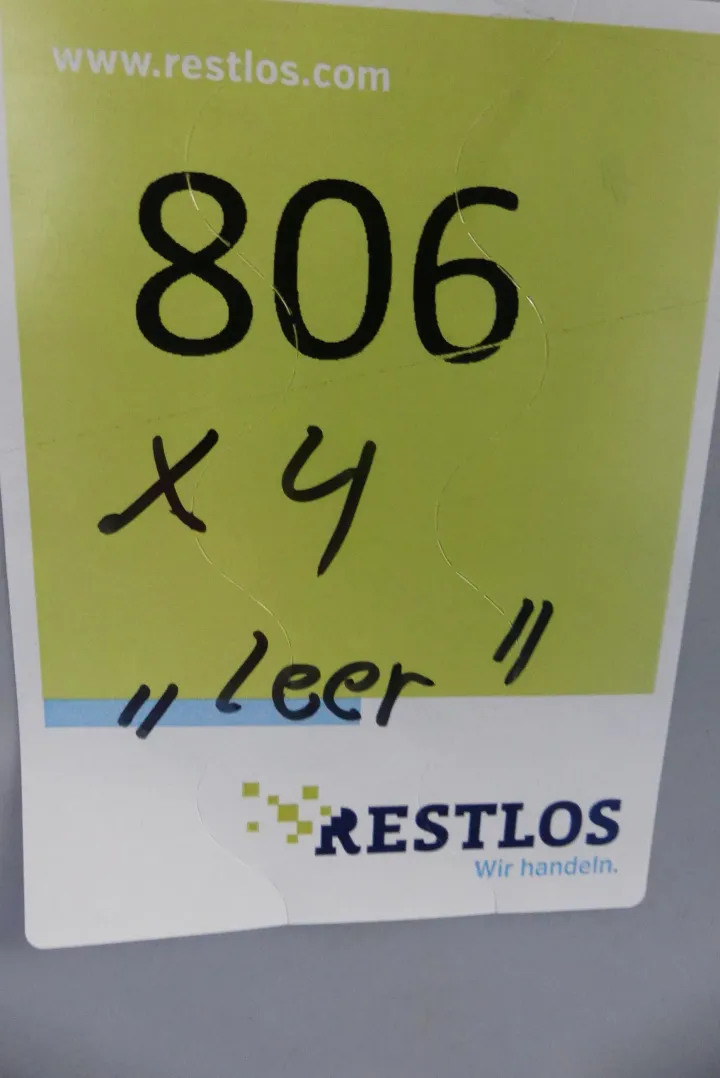 www.restlos.com
806
x 4
„leer"
RESTLOS
Wir handeln.